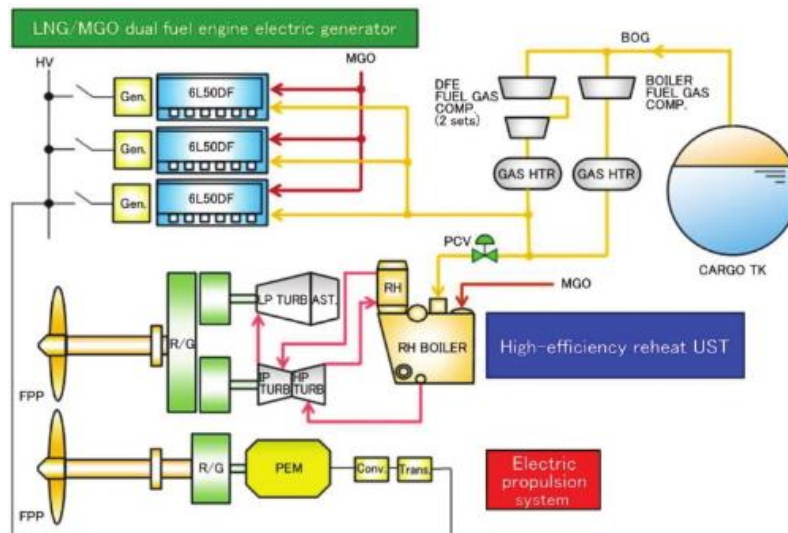 LNG/MGO dual fuel engine electric generator
HV
MGO
BOG
DFE
FUEL GAS
COMP.
(2 sets)
BOILER
FUEL GAS
COMP.
Gen.
6L50DF
Gen.
6L50DF
Gen.
6L50DF
GAS HTR
GAS HTR
PCV
CARGO TK
MGO
RH
LP TURB
AST.
R/G
RH BOILER
High-efficiency reheat UST
IP
TURB
HP
TURB
FPP
R/G
PEM
Conv.
Trans.
Electric
propulsion
system
FPP